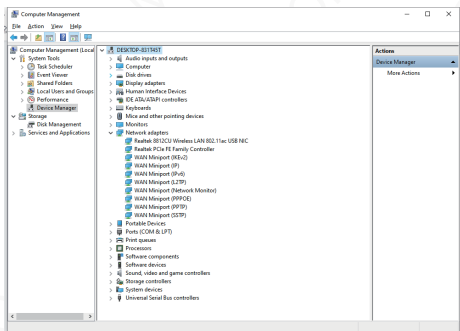 Computer Management
File Action View Help
Computer Management (Local
System Tools
Task Scheduler
Event Viewer
Shared Folders
Local Users and Groups
Performance
Device Manager
Storage
Disk Management
Services and Applications
DESKTOP-831T45T
Audio inputs and outputs
Computer
Disk drives
Display adapters
Human Interface Devices
IDE ATA/ATAPI controllers
Keyboards
Mice and other pointing devices
Monitors
Network adapters
Realtek 8812CU Wireless LAN 802.11ac USB NIC
Realtek PCIe FE Family Controller
WAN Miniport (IKEv2)
WAN Miniport (IP)
WAN Miniport (IPv6)
WAN Miniport (L2TP)
WAN Miniport (Network Monitor)
WAN Miniport (PPPOE)
WAN Miniport (PPTP)
WAN Miniport (SSTP)
Portable Devices
Ports (COM & LPT)
Print queues
Processors
Software components
Software devices
Sound, video and game controllers
Storage controllers
System devices
Universal Serial Bus controllers
Actions
Device Manager
More Actions